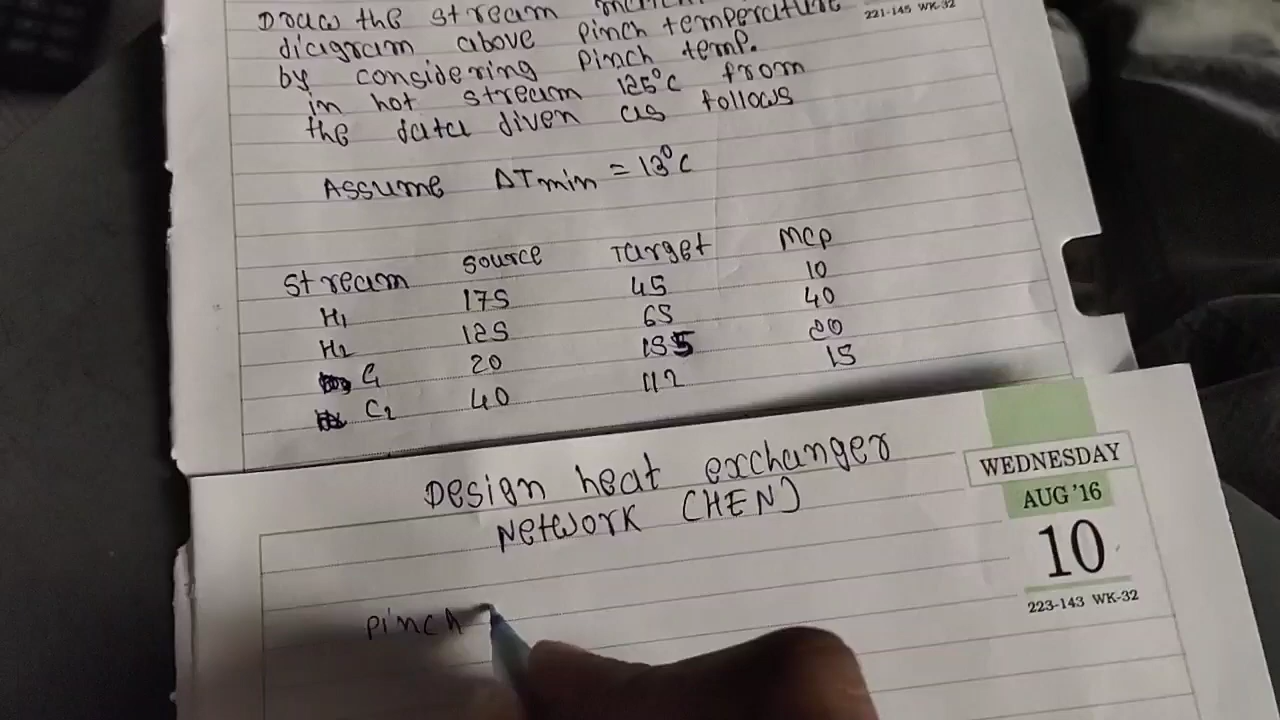 Draw the stream
diagram above pinch temperature
by considering pinch temp.
in hot stream 125°C from
the data diven as follows
221-145 WK-32
Assume ΔTmin = 13°C
Stream Source Target MCP
H1 175 45 10
H2 125 65 40
C1 20 155 20
C2 40 112 15
Design heat exchanger
Network (HEN)
WEDNESDAY
AUG '16
10
223-143 WK-32
pinch